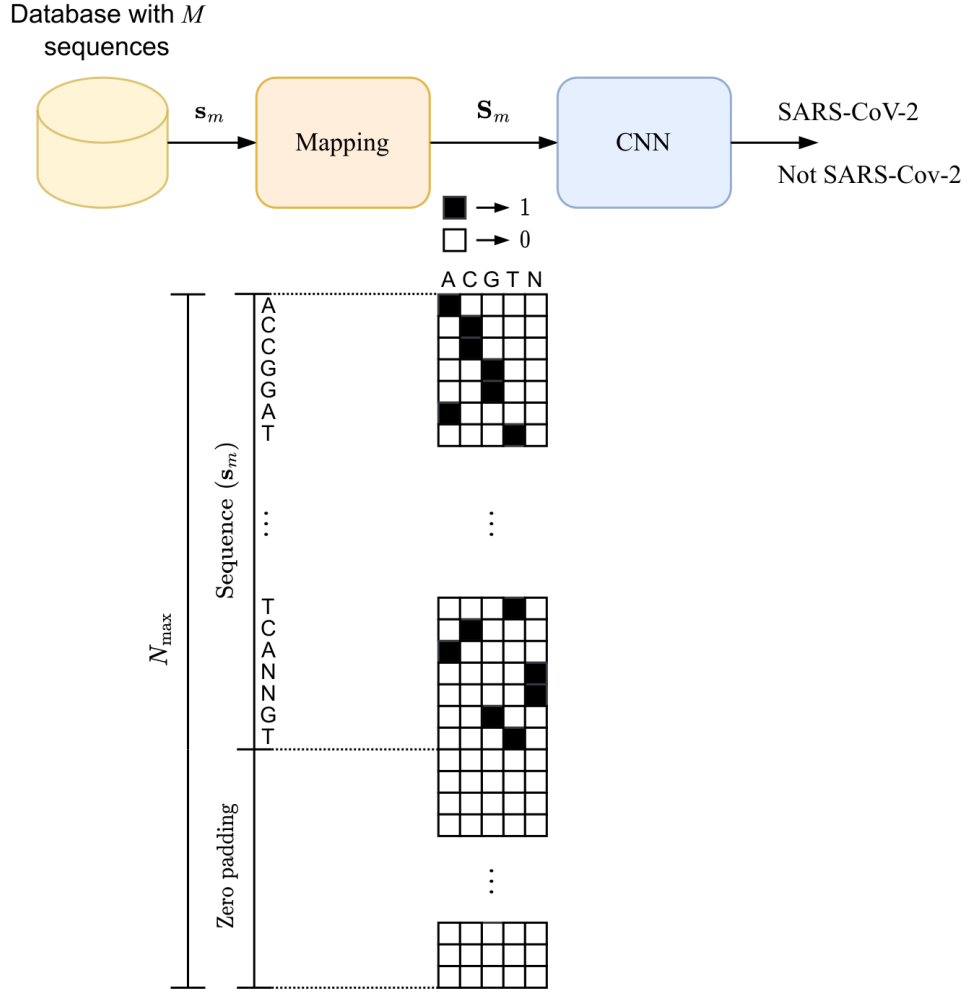 Database with M
sequences
s_m
Mapping
S_m
CNN
SARS-CoV-2
Not SARS-Cov-2
→ 1
→ 0
A C G T N
A
C
C
G
G
A
T
⋮ ⋮
T
C
A
N
N
G
T
⋮
N_max
Sequence (s_m)
Zero padding